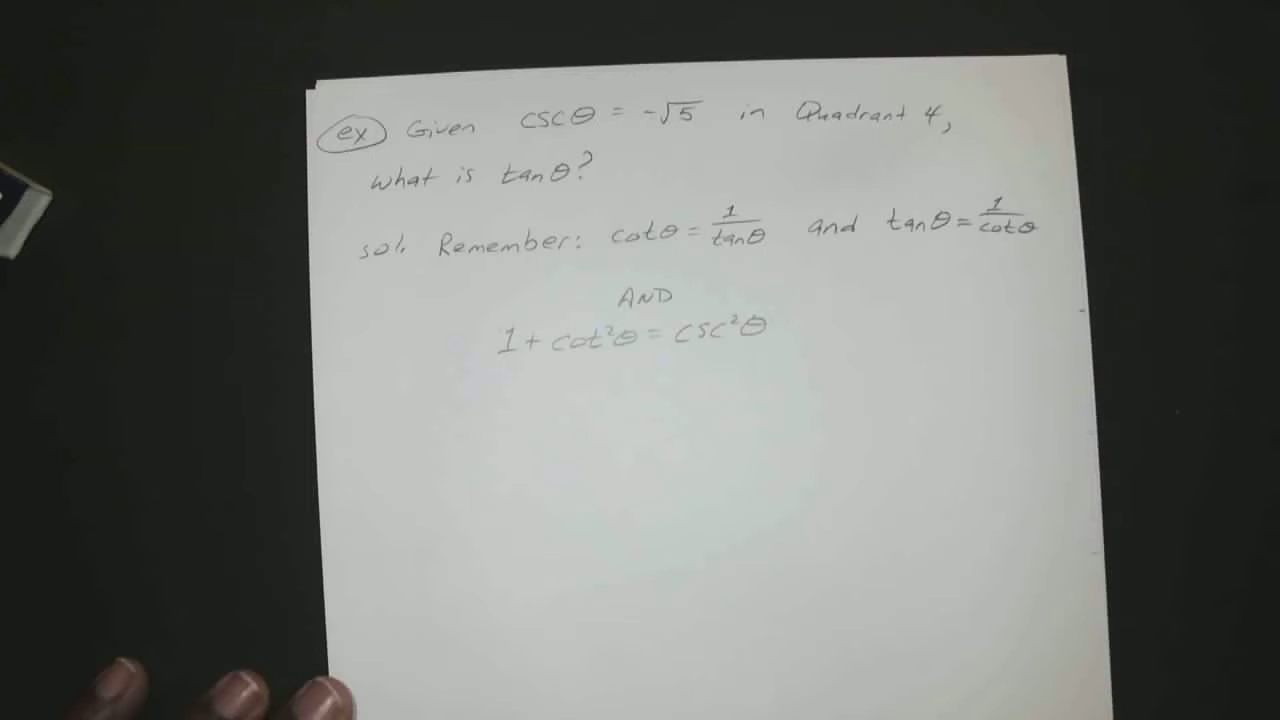 ex Given cscθ = -√5 in Quadrant 4,
what is tanθ?
sol. Remember: cotθ = 1/tanθ and tanθ = 1/cotθ
AND
1 + cot²θ = csc²θ